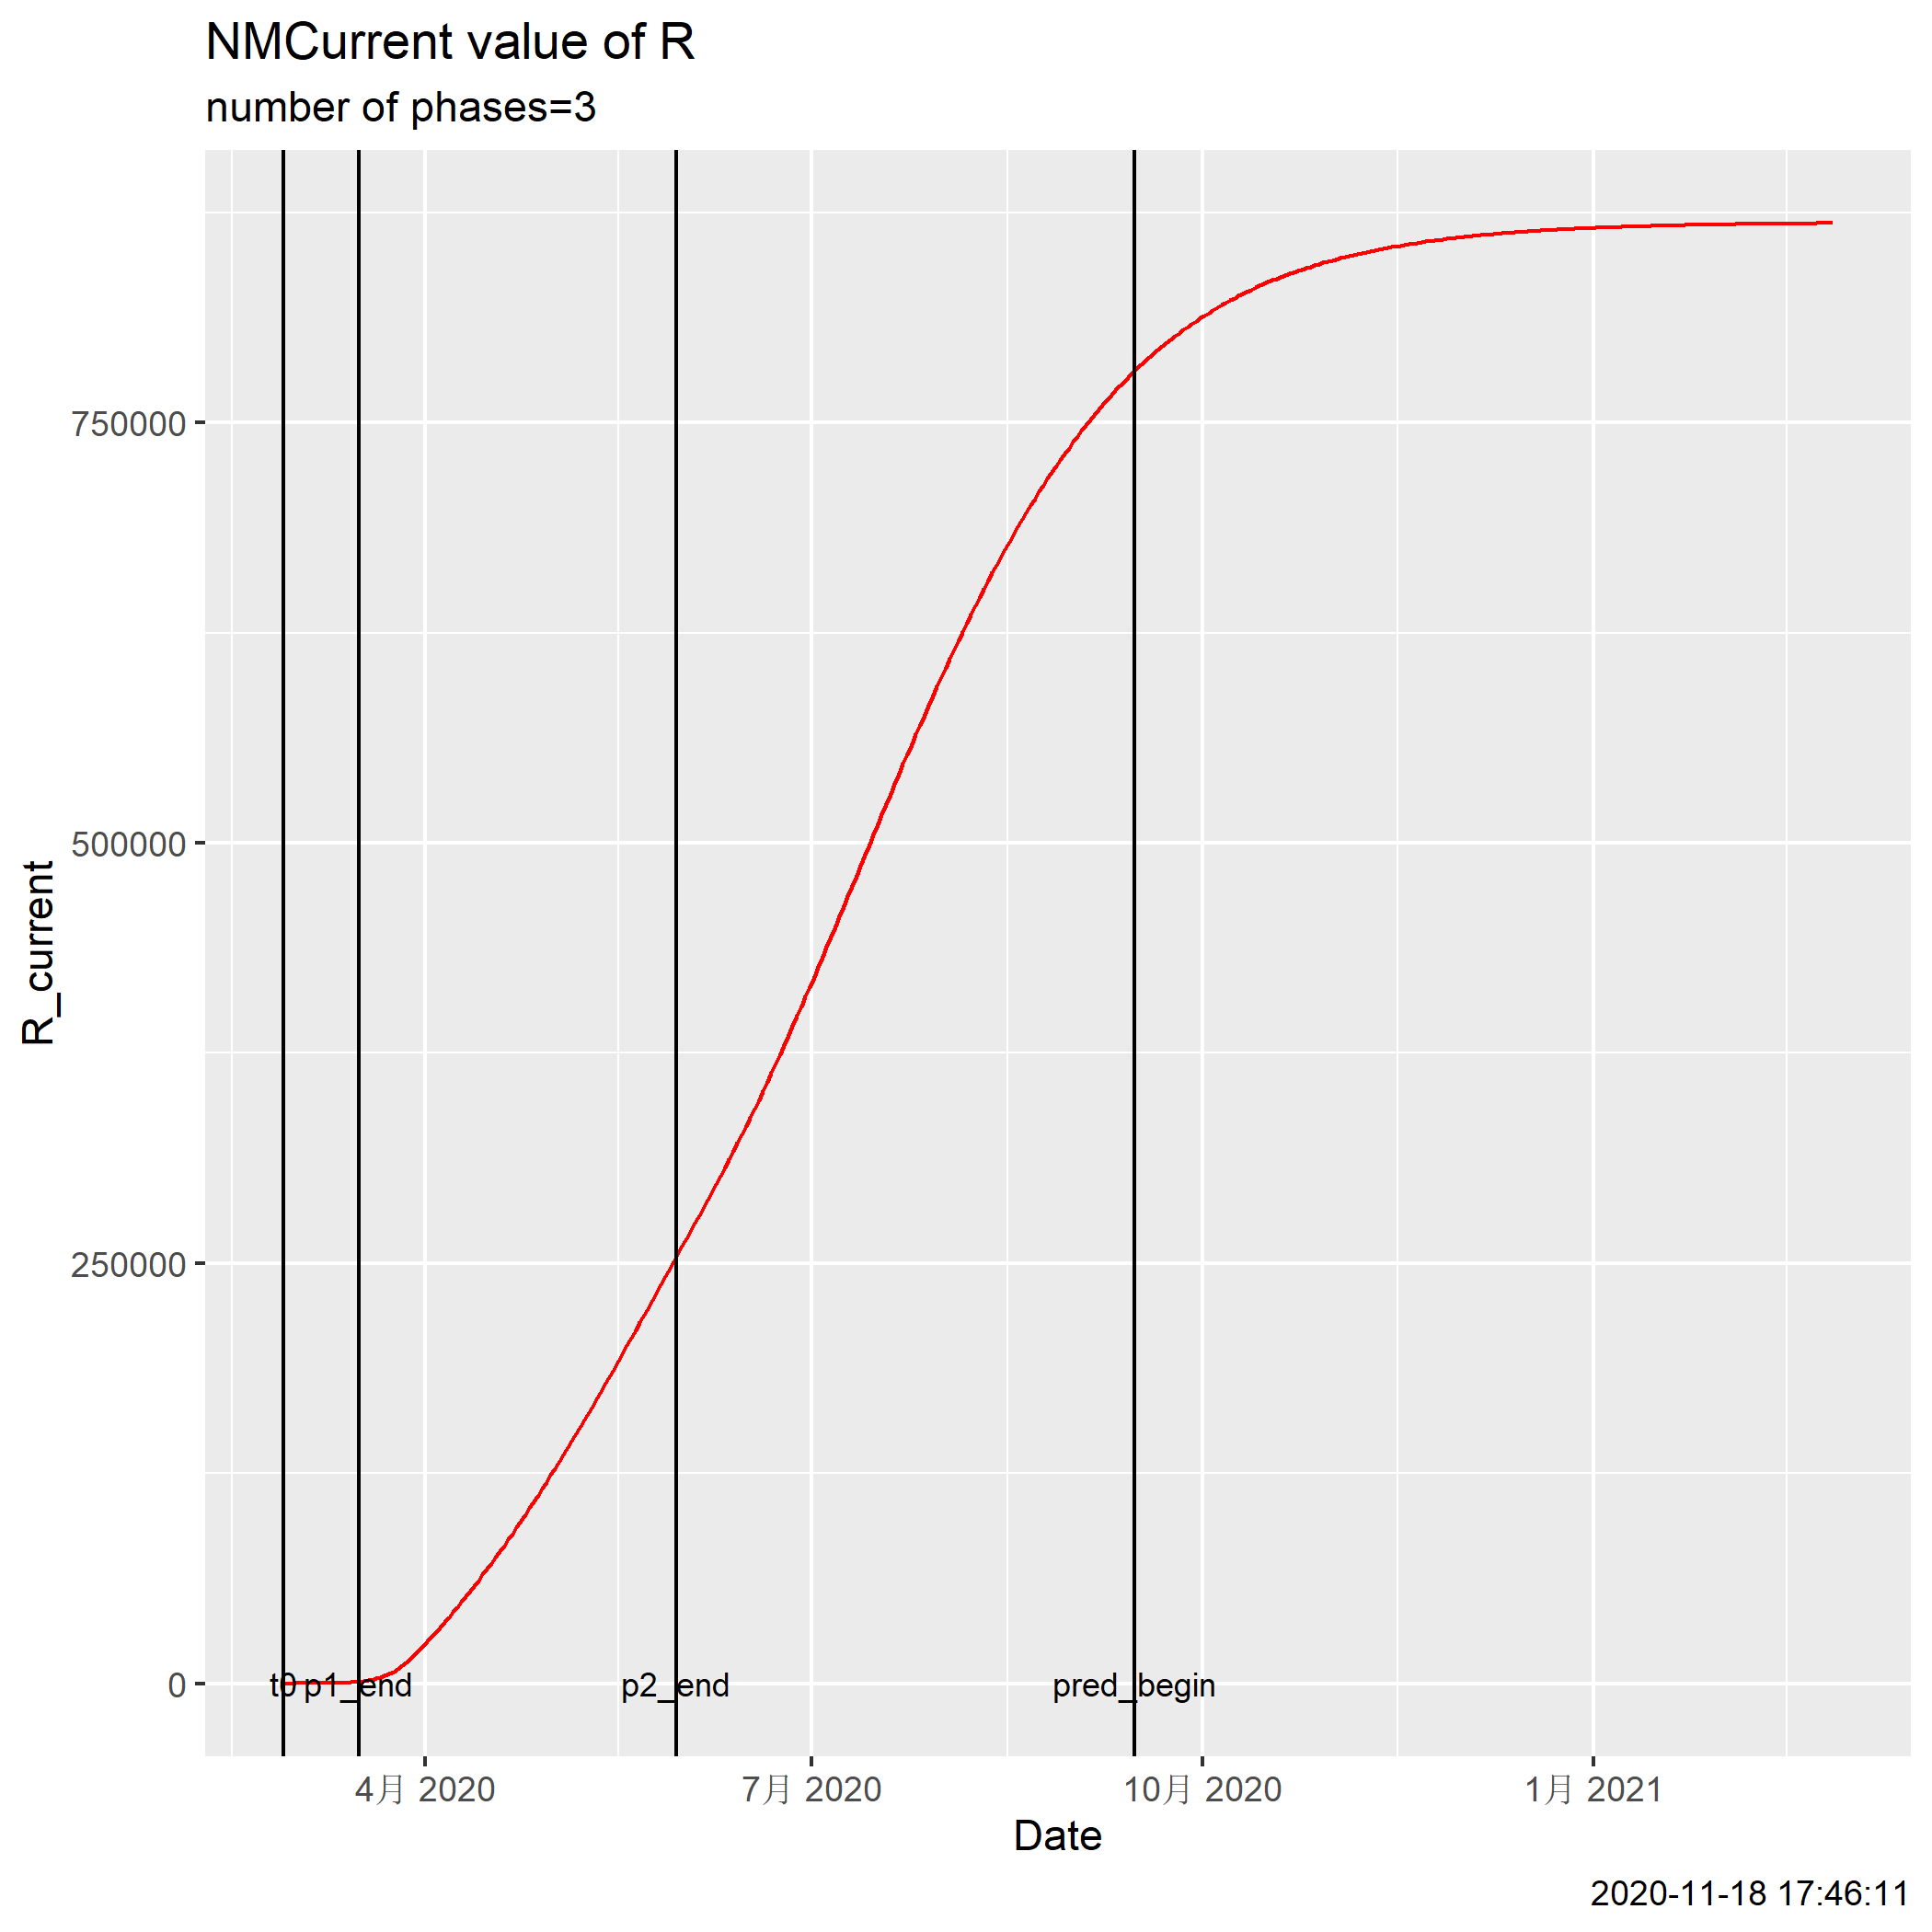 NMCurrent value of R
number of phases=3
R_current
750000
500000
250000
0
t0 p1_end p2_end pred_begin
4月 2020 7月 2020 10月 2020 1月 2021
Date
2020-11-18 17:46:11